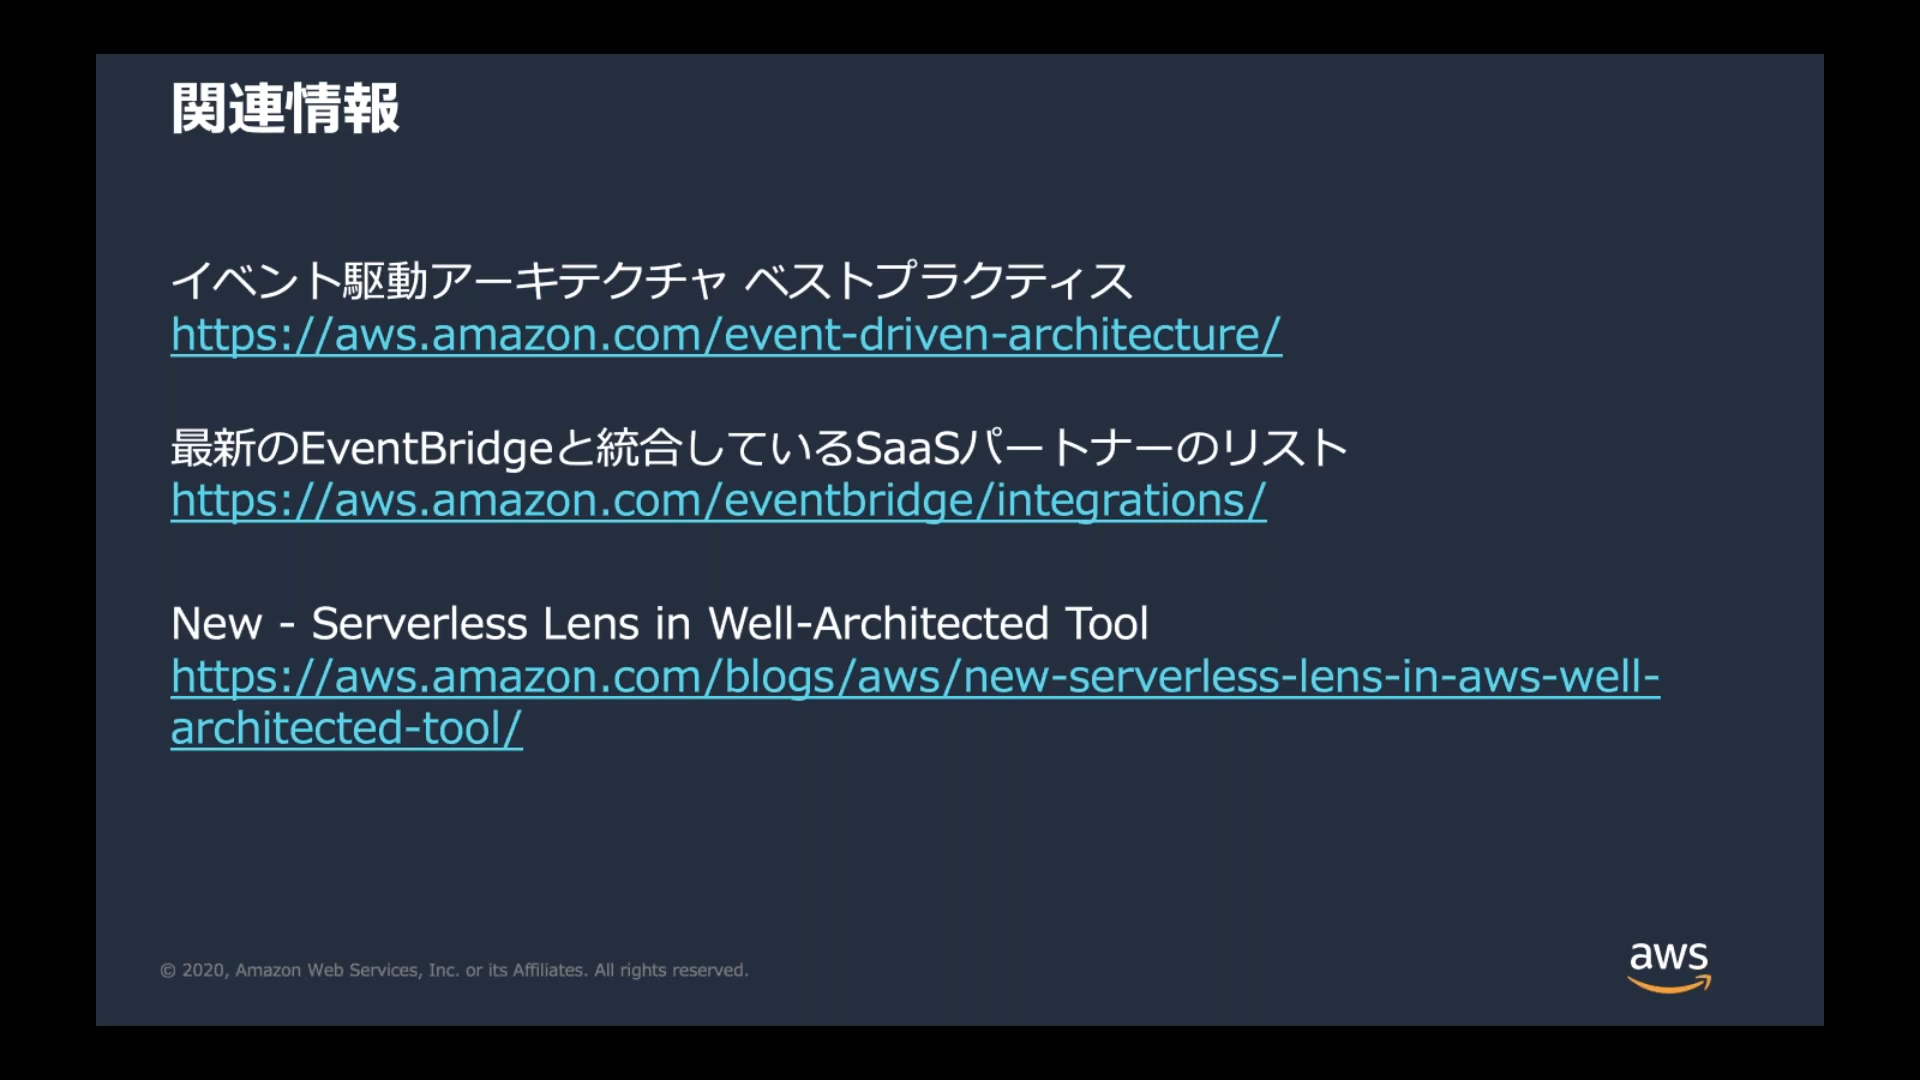 関連情報
イベント駆動アーキテクチャ ベストプラクティス
https://aws.amazon.com/event-driven-architecture/
最新のEventBridgeと統合しているSaaSパートナーのリスト
https://aws.amazon.com/eventbridge/integrations/
New - Serverless Lens in Well-Architected Tool
https://aws.amazon.com/blogs/aws/new-serverless-lens-in-aws-well-
architected-tool/
© 2020, Amazon Web Services, Inc. or its Affiliates. All rights reserved.
aws